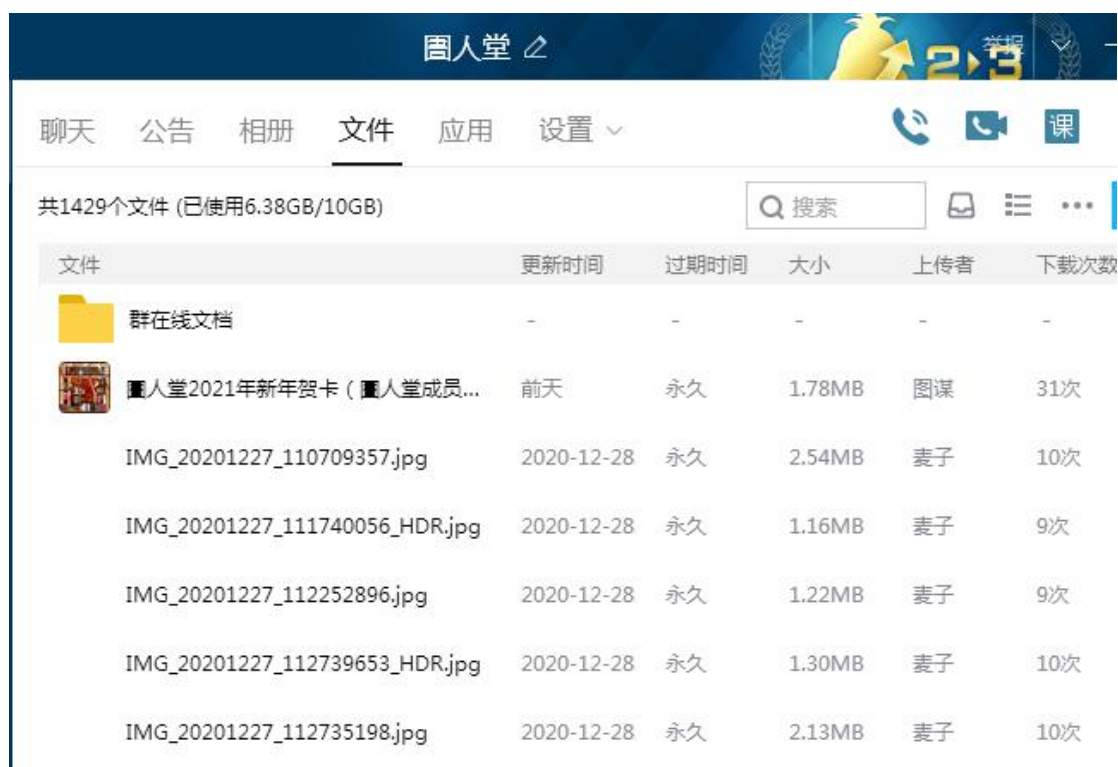 圕人堂
2 3 举报
聊天 公告 相册 文件 应用 设置
课
共1429个文件 (已使用6.38GB/10GB)
搜索
文件 更新时间 过期时间 大小 上传者 下载次数
群在线文档 - - - - -
圕人堂2021年新年贺卡（圕人堂成员... 前天 永久 1.78MB 图谋 31次
IMG_20201227_110709357.jpg 2020-12-28 永久 2.54MB 麦子 10次
IMG_20201227_111740056_HDR.jpg 2020-12-28 永久 1.16MB 麦子 9次
IMG_20201227_112252896.jpg 2020-12-28 永久 1.22MB 麦子 9次
IMG_20201227_112739653_HDR.jpg 2020-12-28 永久 1.30MB 麦子 10次
IMG_20201227_112735198.jpg 2020-12-28 永久 2.13MB 麦子 10次